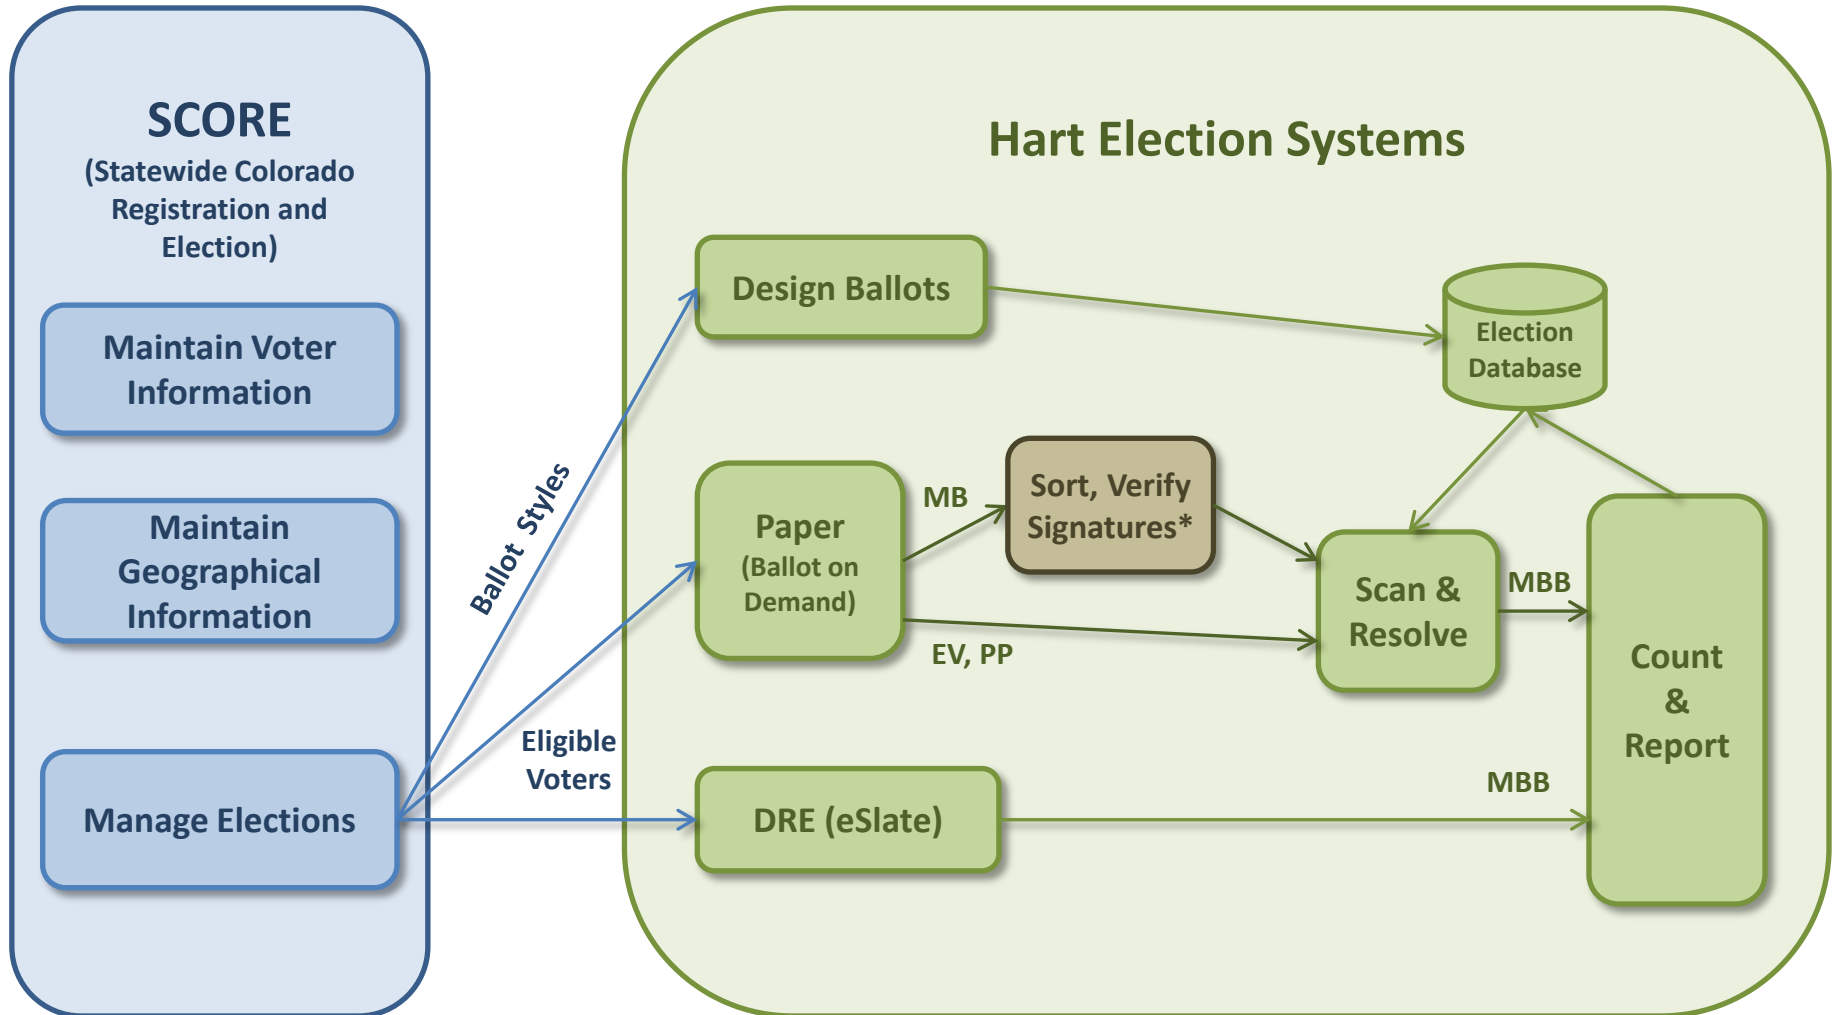 SCORE
(Statewide Colorado
Registration and
Election)
Maintain Voter
Information
Maintain
Geographical
Information
Manage Elections
Ballot Styles
Eligible
Voters
Hart Election Systems
Design Ballots
Election
Database
Paper
(Ballot on
Demand)
MB
Sort, Verify
Signatures*
EV, PP
Scan &
Resolve
MBB
Count
&
Report
DRE (eSlate)
MBB